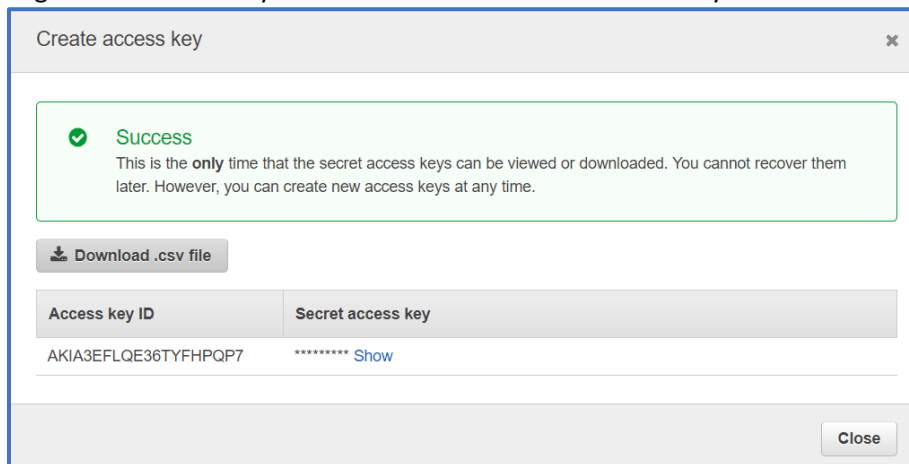 Create access key
Success
This is the only time that the secret access keys can be viewed or downloaded. You cannot recover them
later. However, you can create new access keys at any time.
Download .csv file
Access key ID Secret access key
AKIA3EFLQE36TYFHPQP7 ********* Show
Close